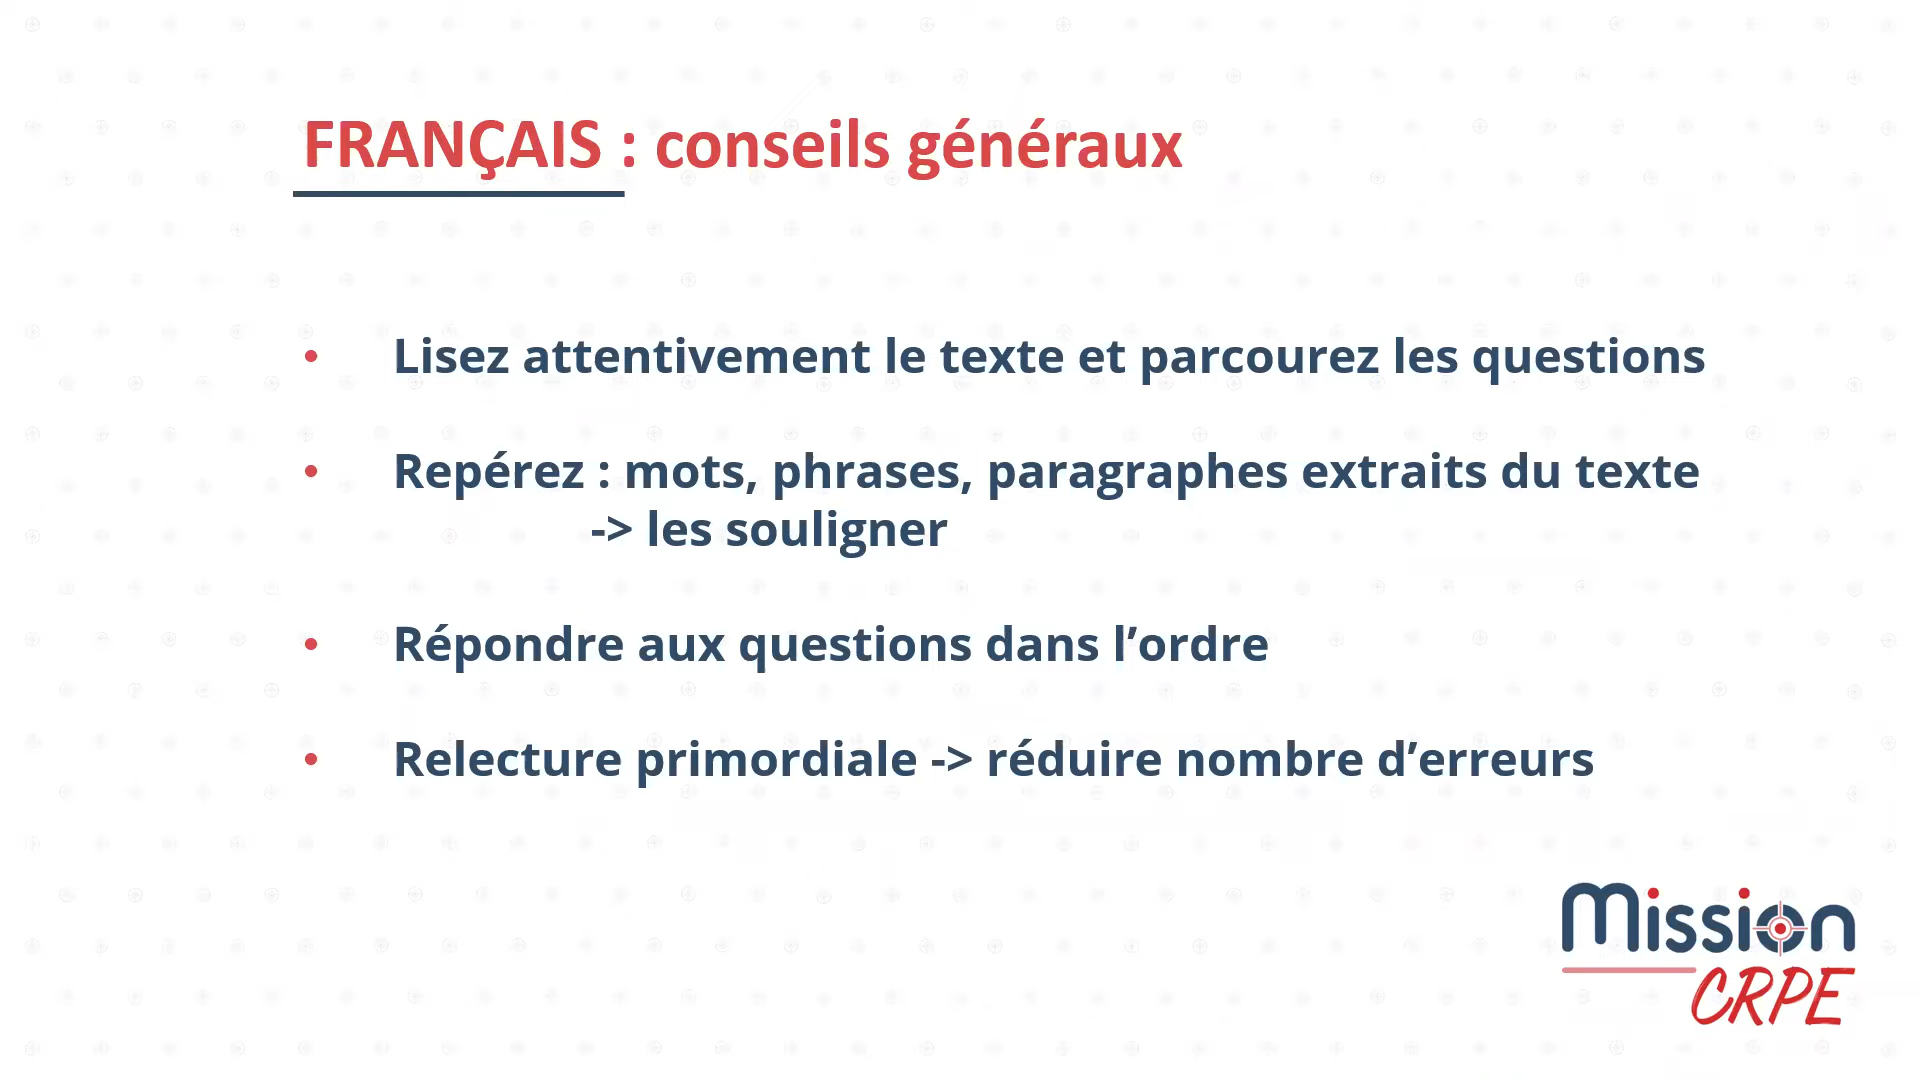 FRANÇAIS : conseils généraux
• Lisez attentivement le texte et parcourez les questions
• Repérez : mots, phrases, paragraphes extraits du texte
-> les souligner
• Répondre aux questions dans l’ordre
• Relecture primordiale -> réduire nombre d’erreurs
Mission
CRPE